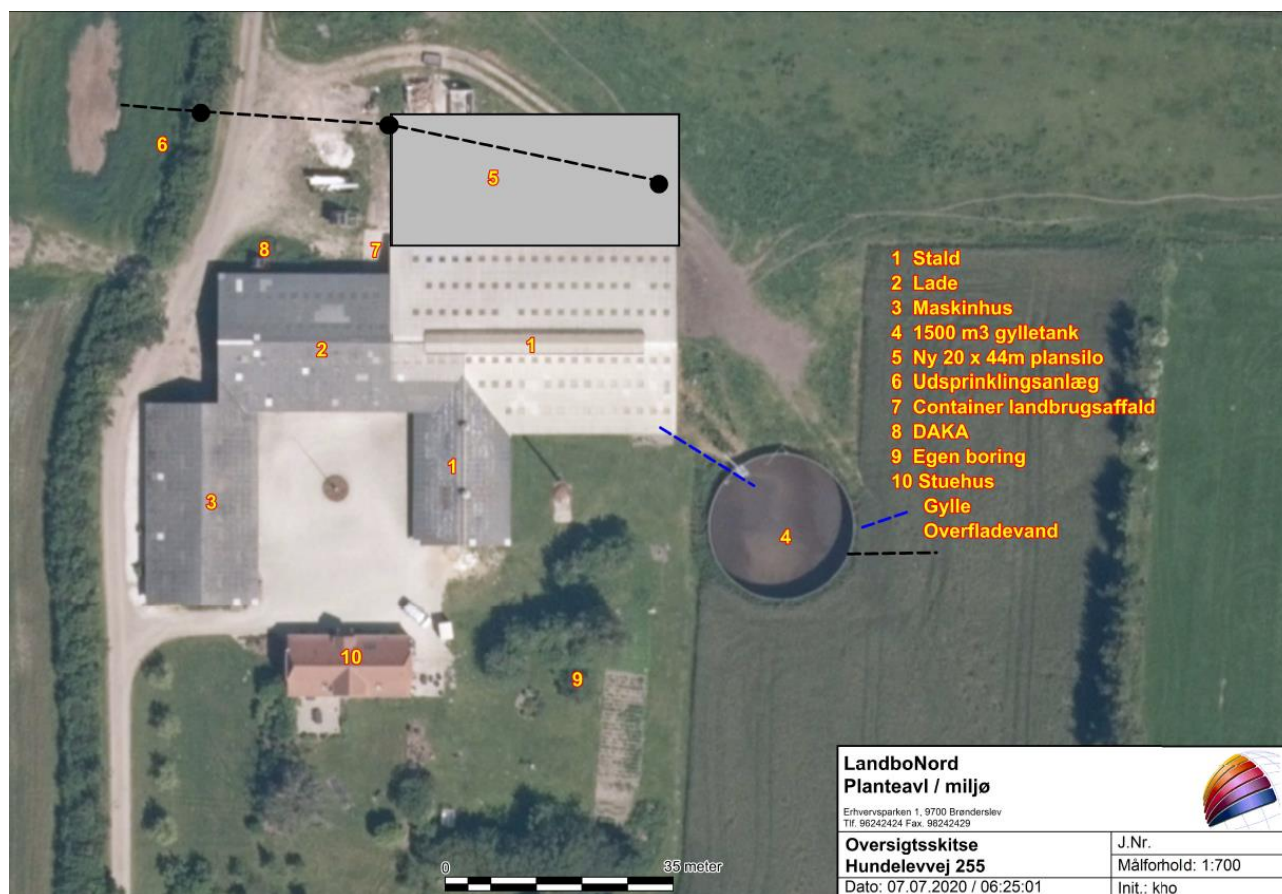 6
5
8
7
2
1
1
3
4
10
9
1 Stald
2 Lade
3 Maskinhus
4 1500 m3 gylletank
5 Ny 20 x 44m plansilo
6 Udsprinklingsanlæg
7 Container landbrugsaffald
8 DAKA
9 Egen boring
10 Stuehus
Gylle
Overfladevand
0 35 meter
LandboNord
Planteavl / miljø
Erhvervsparken 1, 9700 Brønderslev
Tlf. 96242424 Fax. 98242429
Oversigtsskitse
Hundelevvej 255
J.Nr.
Målforhold: 1:700
Dato: 07.07.2020 / 06:25:01
Init.: kho